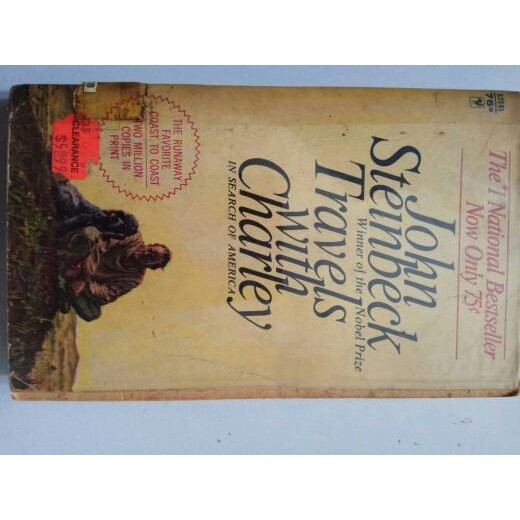 The #1 National Bestseller
Now Only 75¢
75¢
John
Steinbeck
Winner of the Nobel Prize
Travels
With
Charley
IN SEARCH OF AMERICA
THE RUNAWAY
FAVORITE
COAST TO COAST
TWO MILLION
COPIES IN
PRINT
CLEARANCE